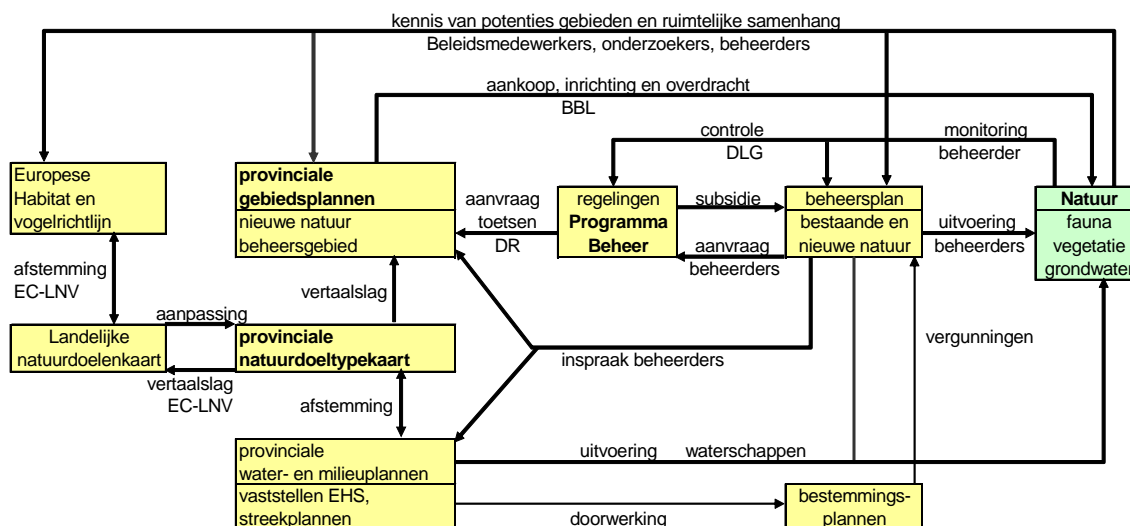 kennis van potenties gebieden en ruimtelijke samenhang
Beleidsmedewerkers, onderzoekers, beheerders
aankoop, inrichting en overdracht
BBL
controle
DLG
monitoring
beheerder
Europese
Habitat en
vogelrichtlijn
provinciale
gebiedsplannen
nieuwe natuur
beheersgebied
aanvraag
toetsen
DR
regelingen
Programma
Beheer
subsidie
aanvraag
beheerders
beheersplan
bestaande en
nieuwe natuur
uitvoering
beheerders
Natuur
fauna
vegetatie
grondwater
afstemming
EC-LNV
vertaalslag
aanpassing
Landelijke
natuurdoelenkaart
provinciale
natuurdoeltypekaart
inspraak beheerders
vergunningen
vertaalslag
EC-LNV
afstemming
provinciale
water- en milieuplannen
vaststellen EHS,
streekplannen
uitvoering waterschappen
doorwerking
bestemmings-
plannen